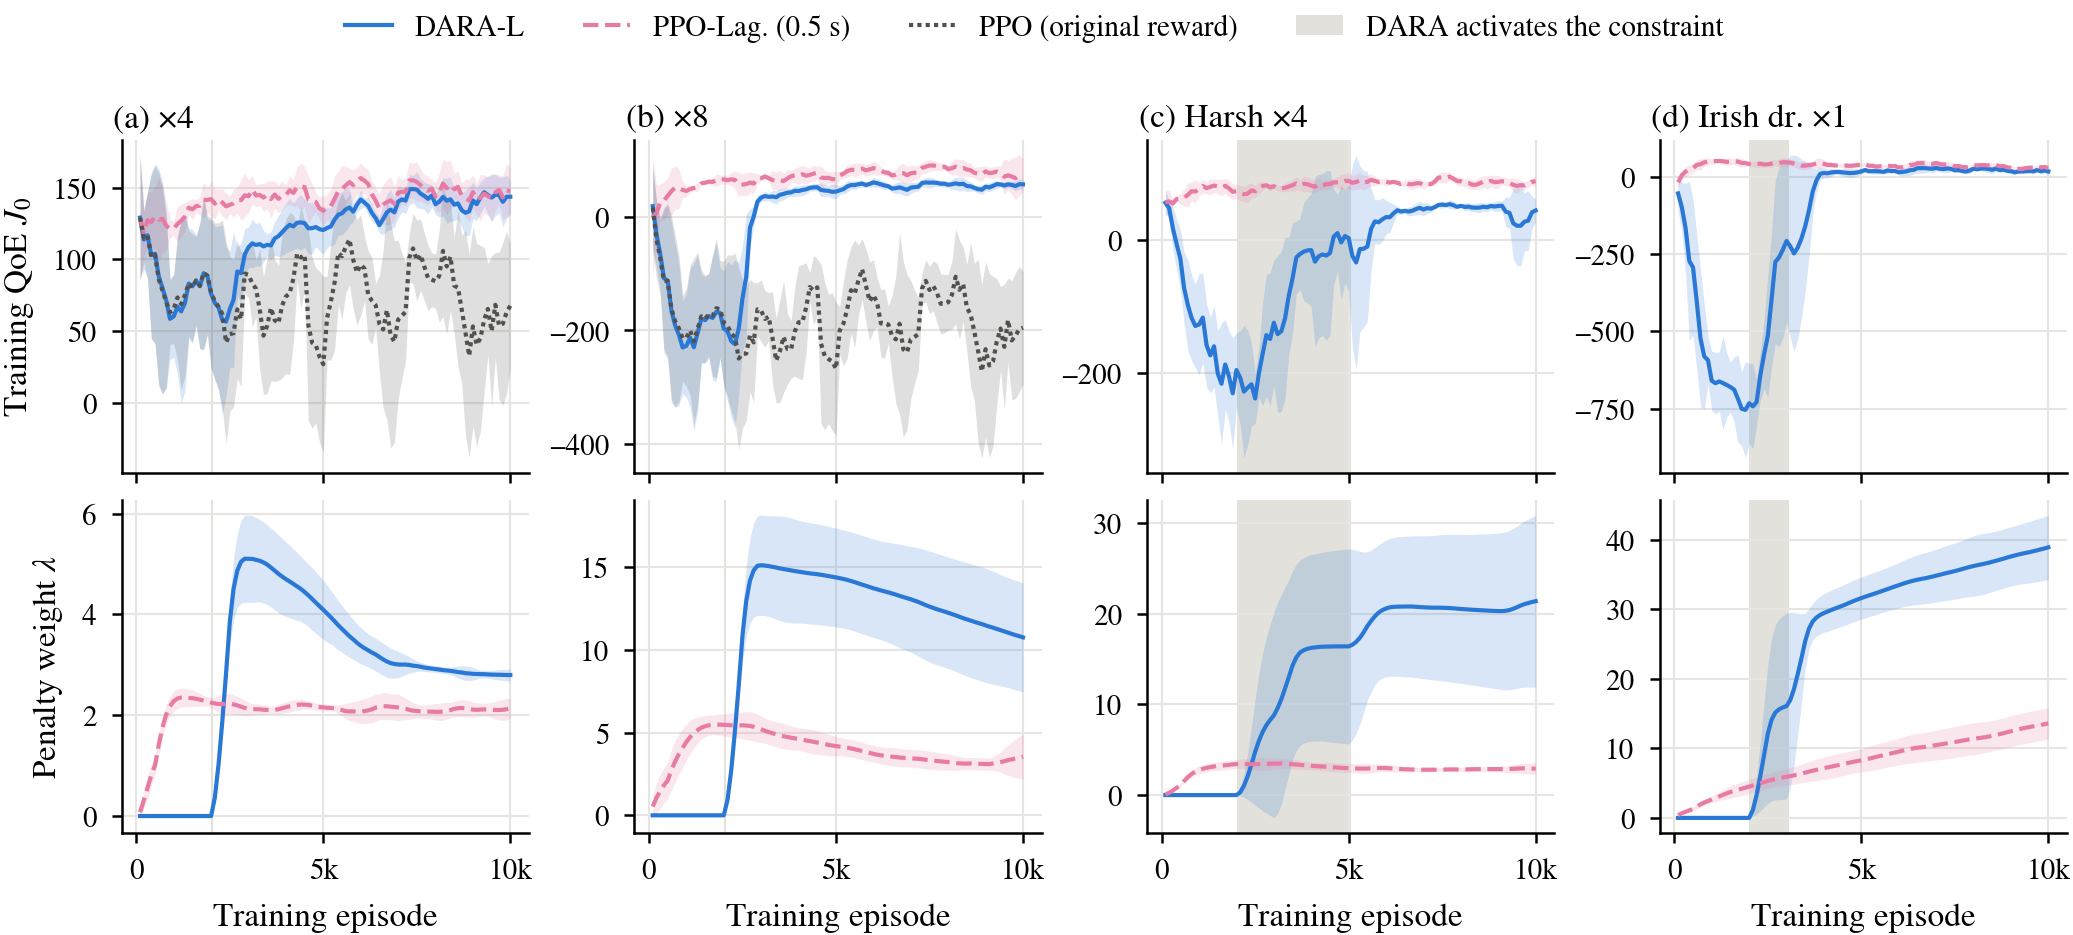 DARA-L PPO-Lag. (0.5 s) PPO (original reward) DARA activates the constraint
(a) ×4
(b) ×8
(c) Harsh ×4
(d) Irish dr. ×1
Training QoE J₀
150
100
50
0
0
−200
−400
0
−200
0
−250
−500
−750
Penalty weight λ
6
4
2
0
15
10
5
0
30
20
10
0
40
30
20
10
0
0 5k 10k
0 5k 10k
0 5k 10k
0 5k 10k
Training episode
Training episode
Training episode
Training episode